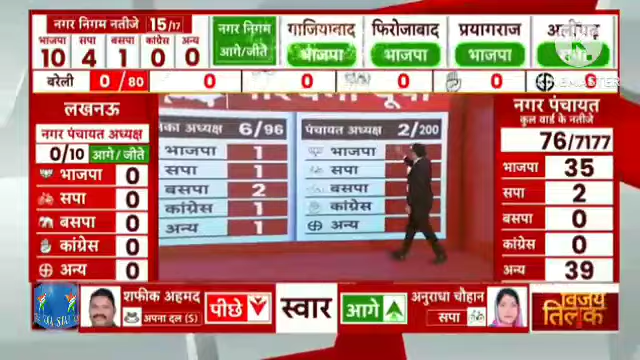 नगर निगम नतीजे 15/17
भाजपा सपा बसपा कांग्रेस अन्य
10 4 1 0 0
नगर निगम
आगे/जीते
गाजियाबाद
भाजपा
फिरोजाबाद
भाजपा
प्रयागराज
भाजपा
अलीगढ़
बरेली 0/80 0 0 0 0
लखनऊ
नगर पंचायत अध्यक्ष
0/10 आगे/जीते
भाजपा 0
सपा 0
बसपा 0
कांग्रेस 0
अन्य 0
अध्यक्ष 6/96
भाजपा 1
सपा 1
बसपा 2
कांग्रेस 1
अन्य 1
पंचायत अध्यक्ष 2/200
भाजपा
सपा
बसपा
कांग्रेस
अन्य
नगर पंचायत
कुल वार्ड के नतीजे
76/7177
भाजपा 35
सपा 2
बसपा 0
कांग्रेस 0
अन्य 39
शफीक अहमद
अपना दल (S)
पीछे
स्वार
आगे
अनुराधा चौहान
सपा
विजय
तिलक